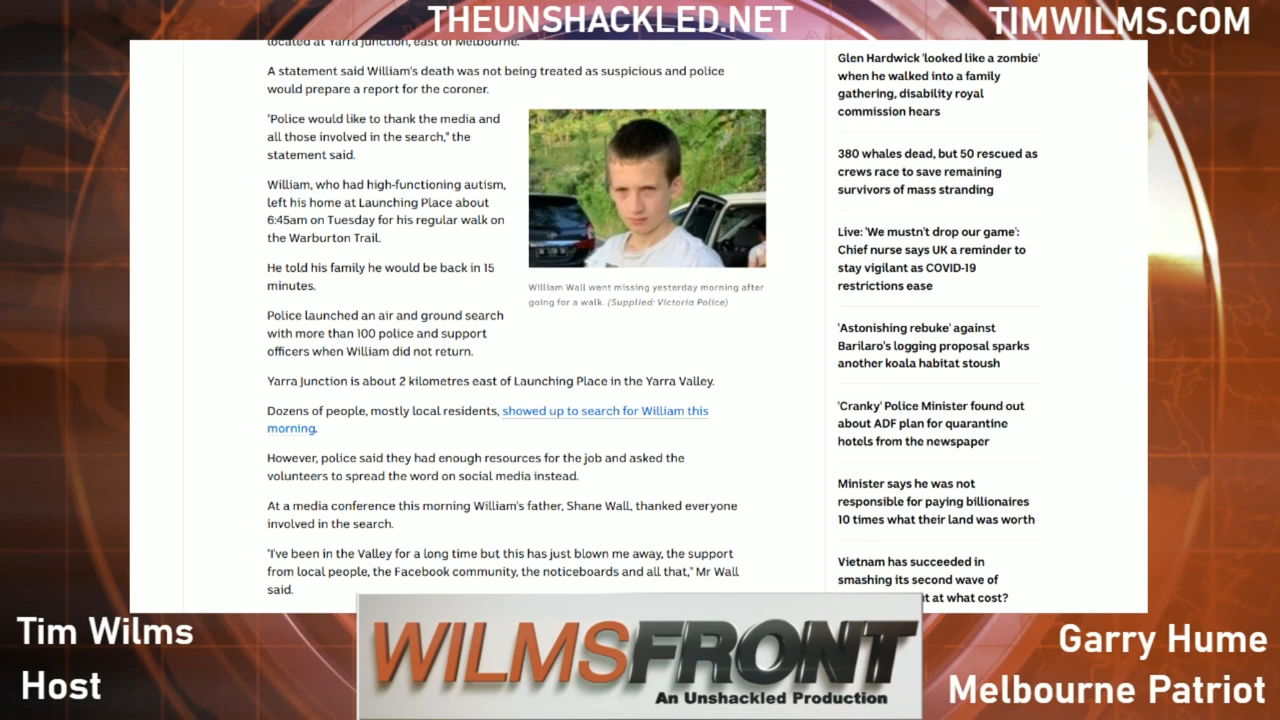 THEUNSHACKLED.NET
TIMWILMS.COM
located at Yarra Junction, east of Melbourne.
A statement said William's death was not being treated as suspicious and police
would prepare a report for the coroner.
"Police would like to thank the media and
all those involved in the search," the
statement said.
William, who had high-functioning autism,
left his home at Launching Place about
6:45am on Tuesday for his regular walk on
the Warburton Trail.
He told his family he would be back in 15
minutes.
Police launched an air and ground search
with more than 100 police and support
officers when William did not return.
William Wall went missing yesterday morning after
going for a walk. (Supplied: Victoria Police)
Yarra Junction is about 2 kilometres east of Launching Place in the Yarra Valley.
Dozens of people, mostly local residents, showed up to search for William this
morning.
However, police said they had enough resources for the job and asked the
volunteers to spread the word on social media instead.
At a media conference this morning William's father, Shane Wall, thanked everyone
involved in the search.
"I've been in the Valley for a long time but this has just blown me away, the support
from local people, the Facebook community, the noticeboards and all that," Mr Wall
said.
Glen Hardwick 'looked like a zombie'
when he walked into a family
gathering, disability royal
commission hears
380 whales dead, but 50 rescued as
crews race to save remaining
survivors of mass stranding
Live: 'We mustn't drop our game':
Chief nurse says UK a reminder to
stay vigilant as COVID-19
restrictions ease
'Astonishing rebuke' against
Barilaro's logging proposal sparks
another koala habitat stoush
'Cranky' Police Minister found out
about ADF plan for quarantine
hotels from the newspaper
Minister says he was not
responsible for paying billionaires
10 times what their land was worth
Vietnam has succeeded in
smashing its second wave of
at what cost?
Tim Wilms
Host
WILMSFRONT
An Unshackled Production
Garry Hume
Melbourne Patriot